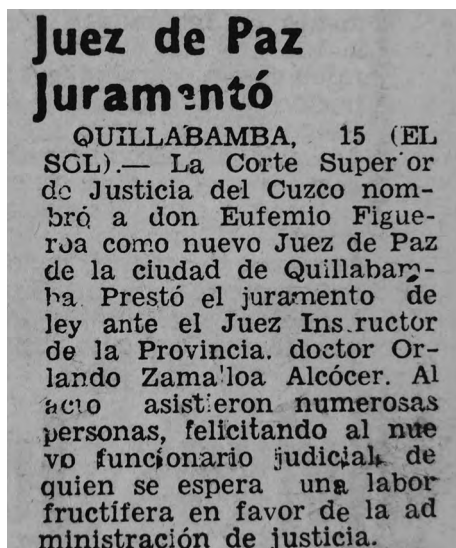 Juez de Paz
Juramentó
QUILLABAMBA, 15 (EL
SOL).— La Corte Superior
de Justicia del Cuzco nom-
bró a don Eufemio Figue-
roa como nuevo Juez de Paz
de la ciudad de Quillabam-
ba. Prestó el juramento de
ley ante el Juez Instructor
de la Provincia. doctor Or-
lando Zamalloa Alcócer. Al
acto asistieron numerosas
personas, felicitando al nue
vo funcionario judicial, de
quien se espera una labor
fructífera en favor de la ad
ministración de justicia.